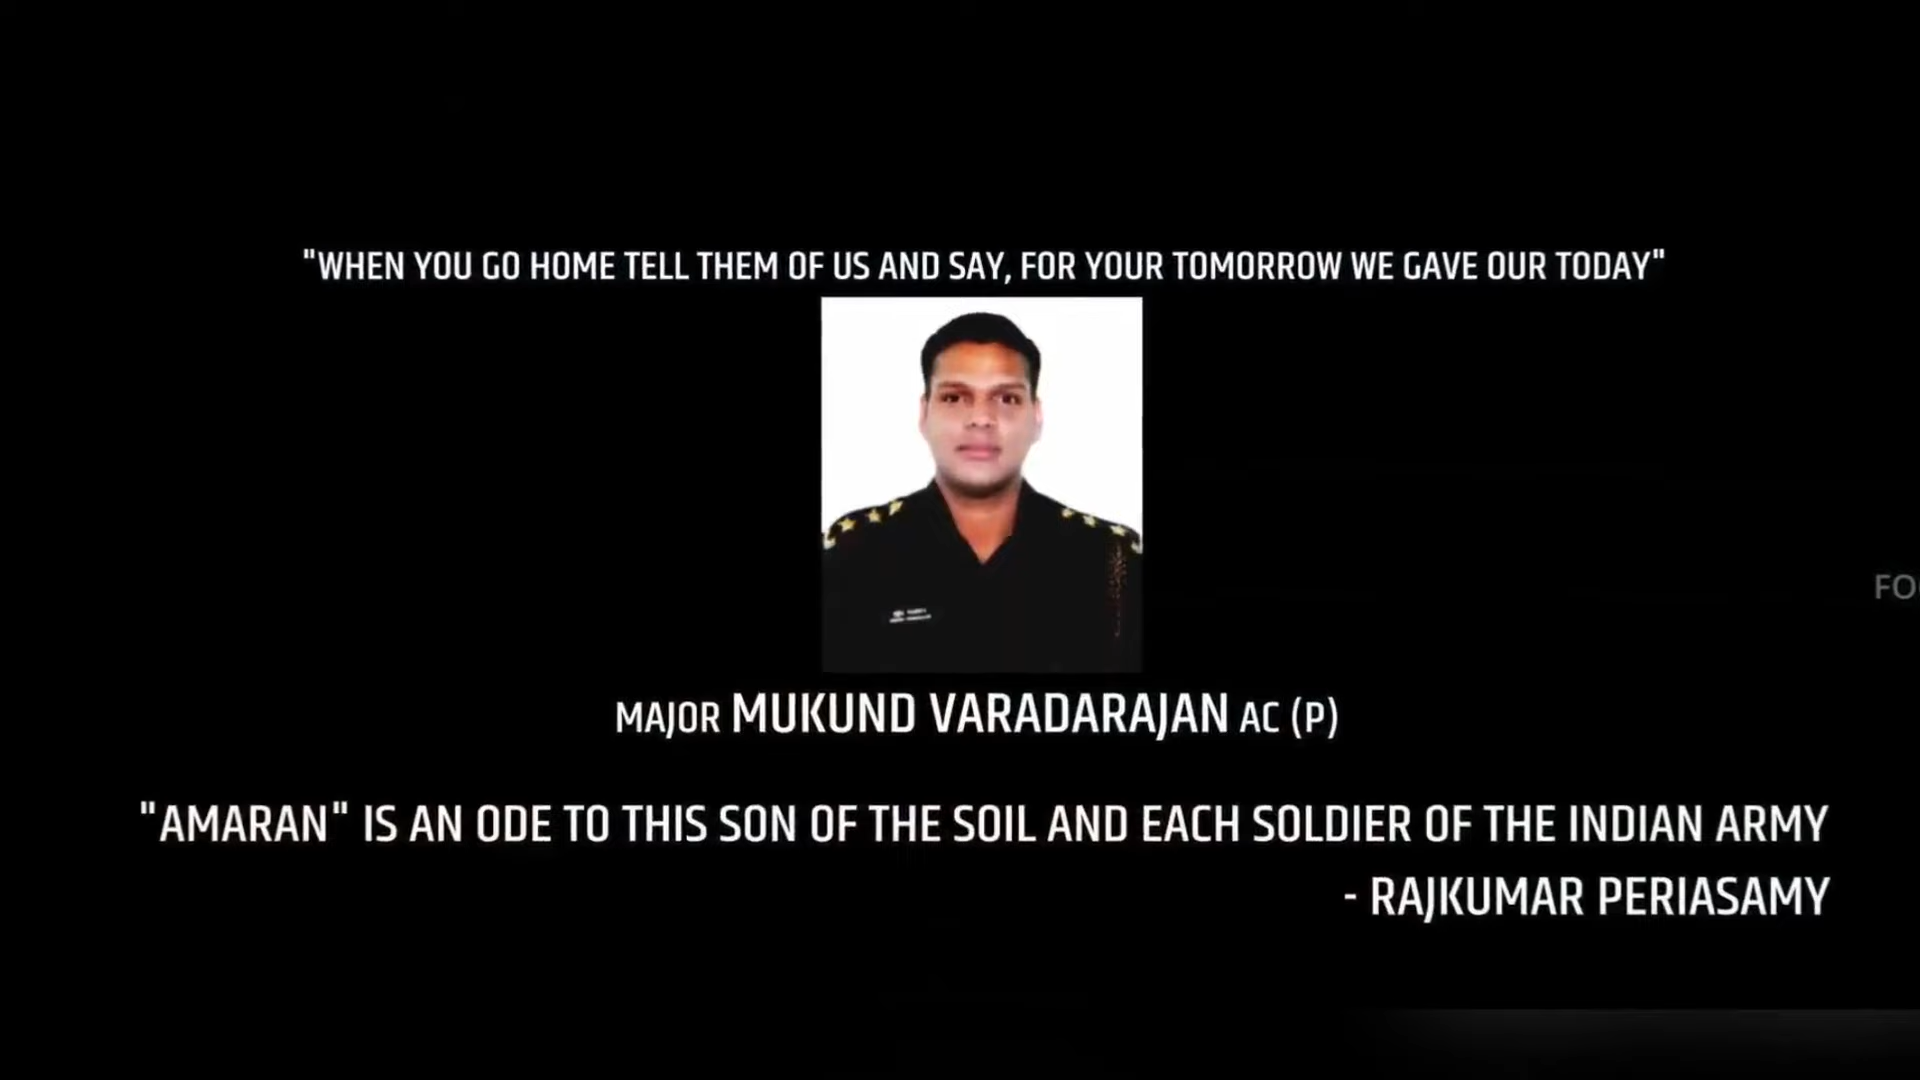 "WHEN YOU GO HOME TELL THEM OF US AND SAY, FOR YOUR TOMORROW WE GAVE OUR TODAY"
FO
MAJOR MUKUND VARADARAJAN AC (P)
"AMARAN" IS AN ODE TO THIS SON OF THE SOIL AND EACH SOLDIER OF THE INDIAN ARMY
- RAJKUMAR PERIASAMY